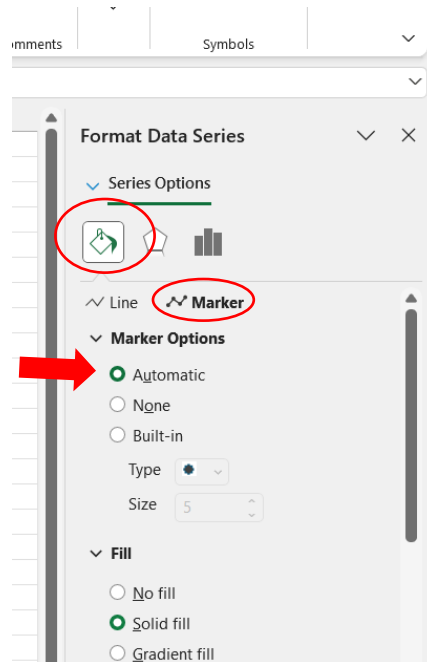 Symbols
Format Data Series
Series Options
Line Marker
Marker Options
Automatic
None
Built-in
Type
Size 5
Fill
No fill
Solid fill
Gradient fill